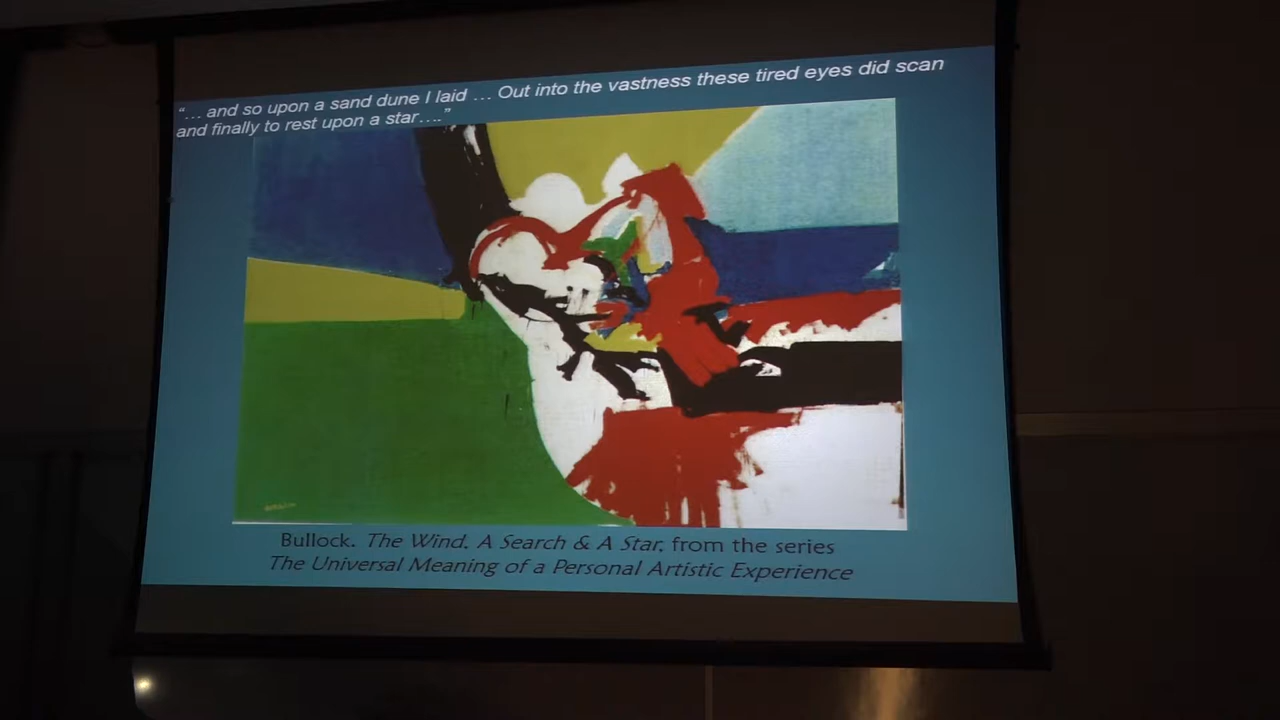 “… and so upon a sand dune I laid … Out into the vastness these tired eyes did scan
and finally to rest upon a star….”
Bullock. The Wind. A Search & A Star, from the series
The Universal Meaning of a Personal Artistic Experience